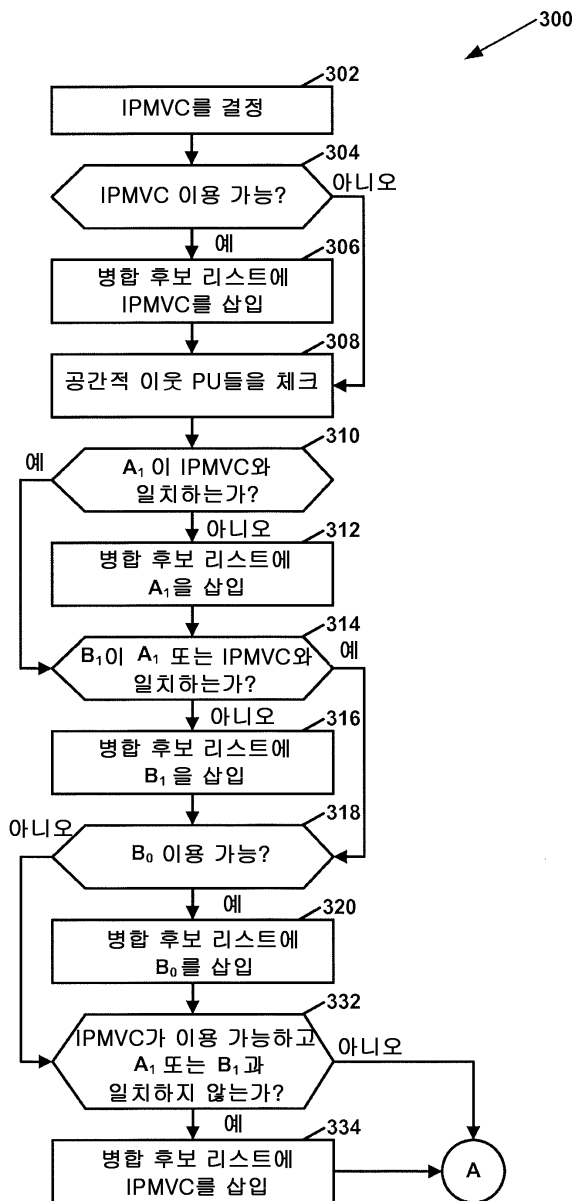 300
302
IPMVC를 결정
304
IPMVC 이용 가능?
아니오
예
306
병합 후보 리스트에
IPMVC를 삽입
308
공간적 이웃 PU들을 체크
310
예
A₁이 IPMVC와
일치하는가?
아니오
312
병합 후보 리스트에
A₁을 삽입
314
B₁이 A₁ 또는 IPMVC와
일치하는가?
예
아니오
316
병합 후보 리스트에
B₁을 삽입
318
아니오
B₀ 이용 가능?
예
320
병합 후보 리스트에
B₀를 삽입
332
IPMVC가 이용 가능하고
A₁ 또는 B₁과
일치하지 않는가?
아니오
예
334
병합 후보 리스트에
IPMVC를 삽입
A